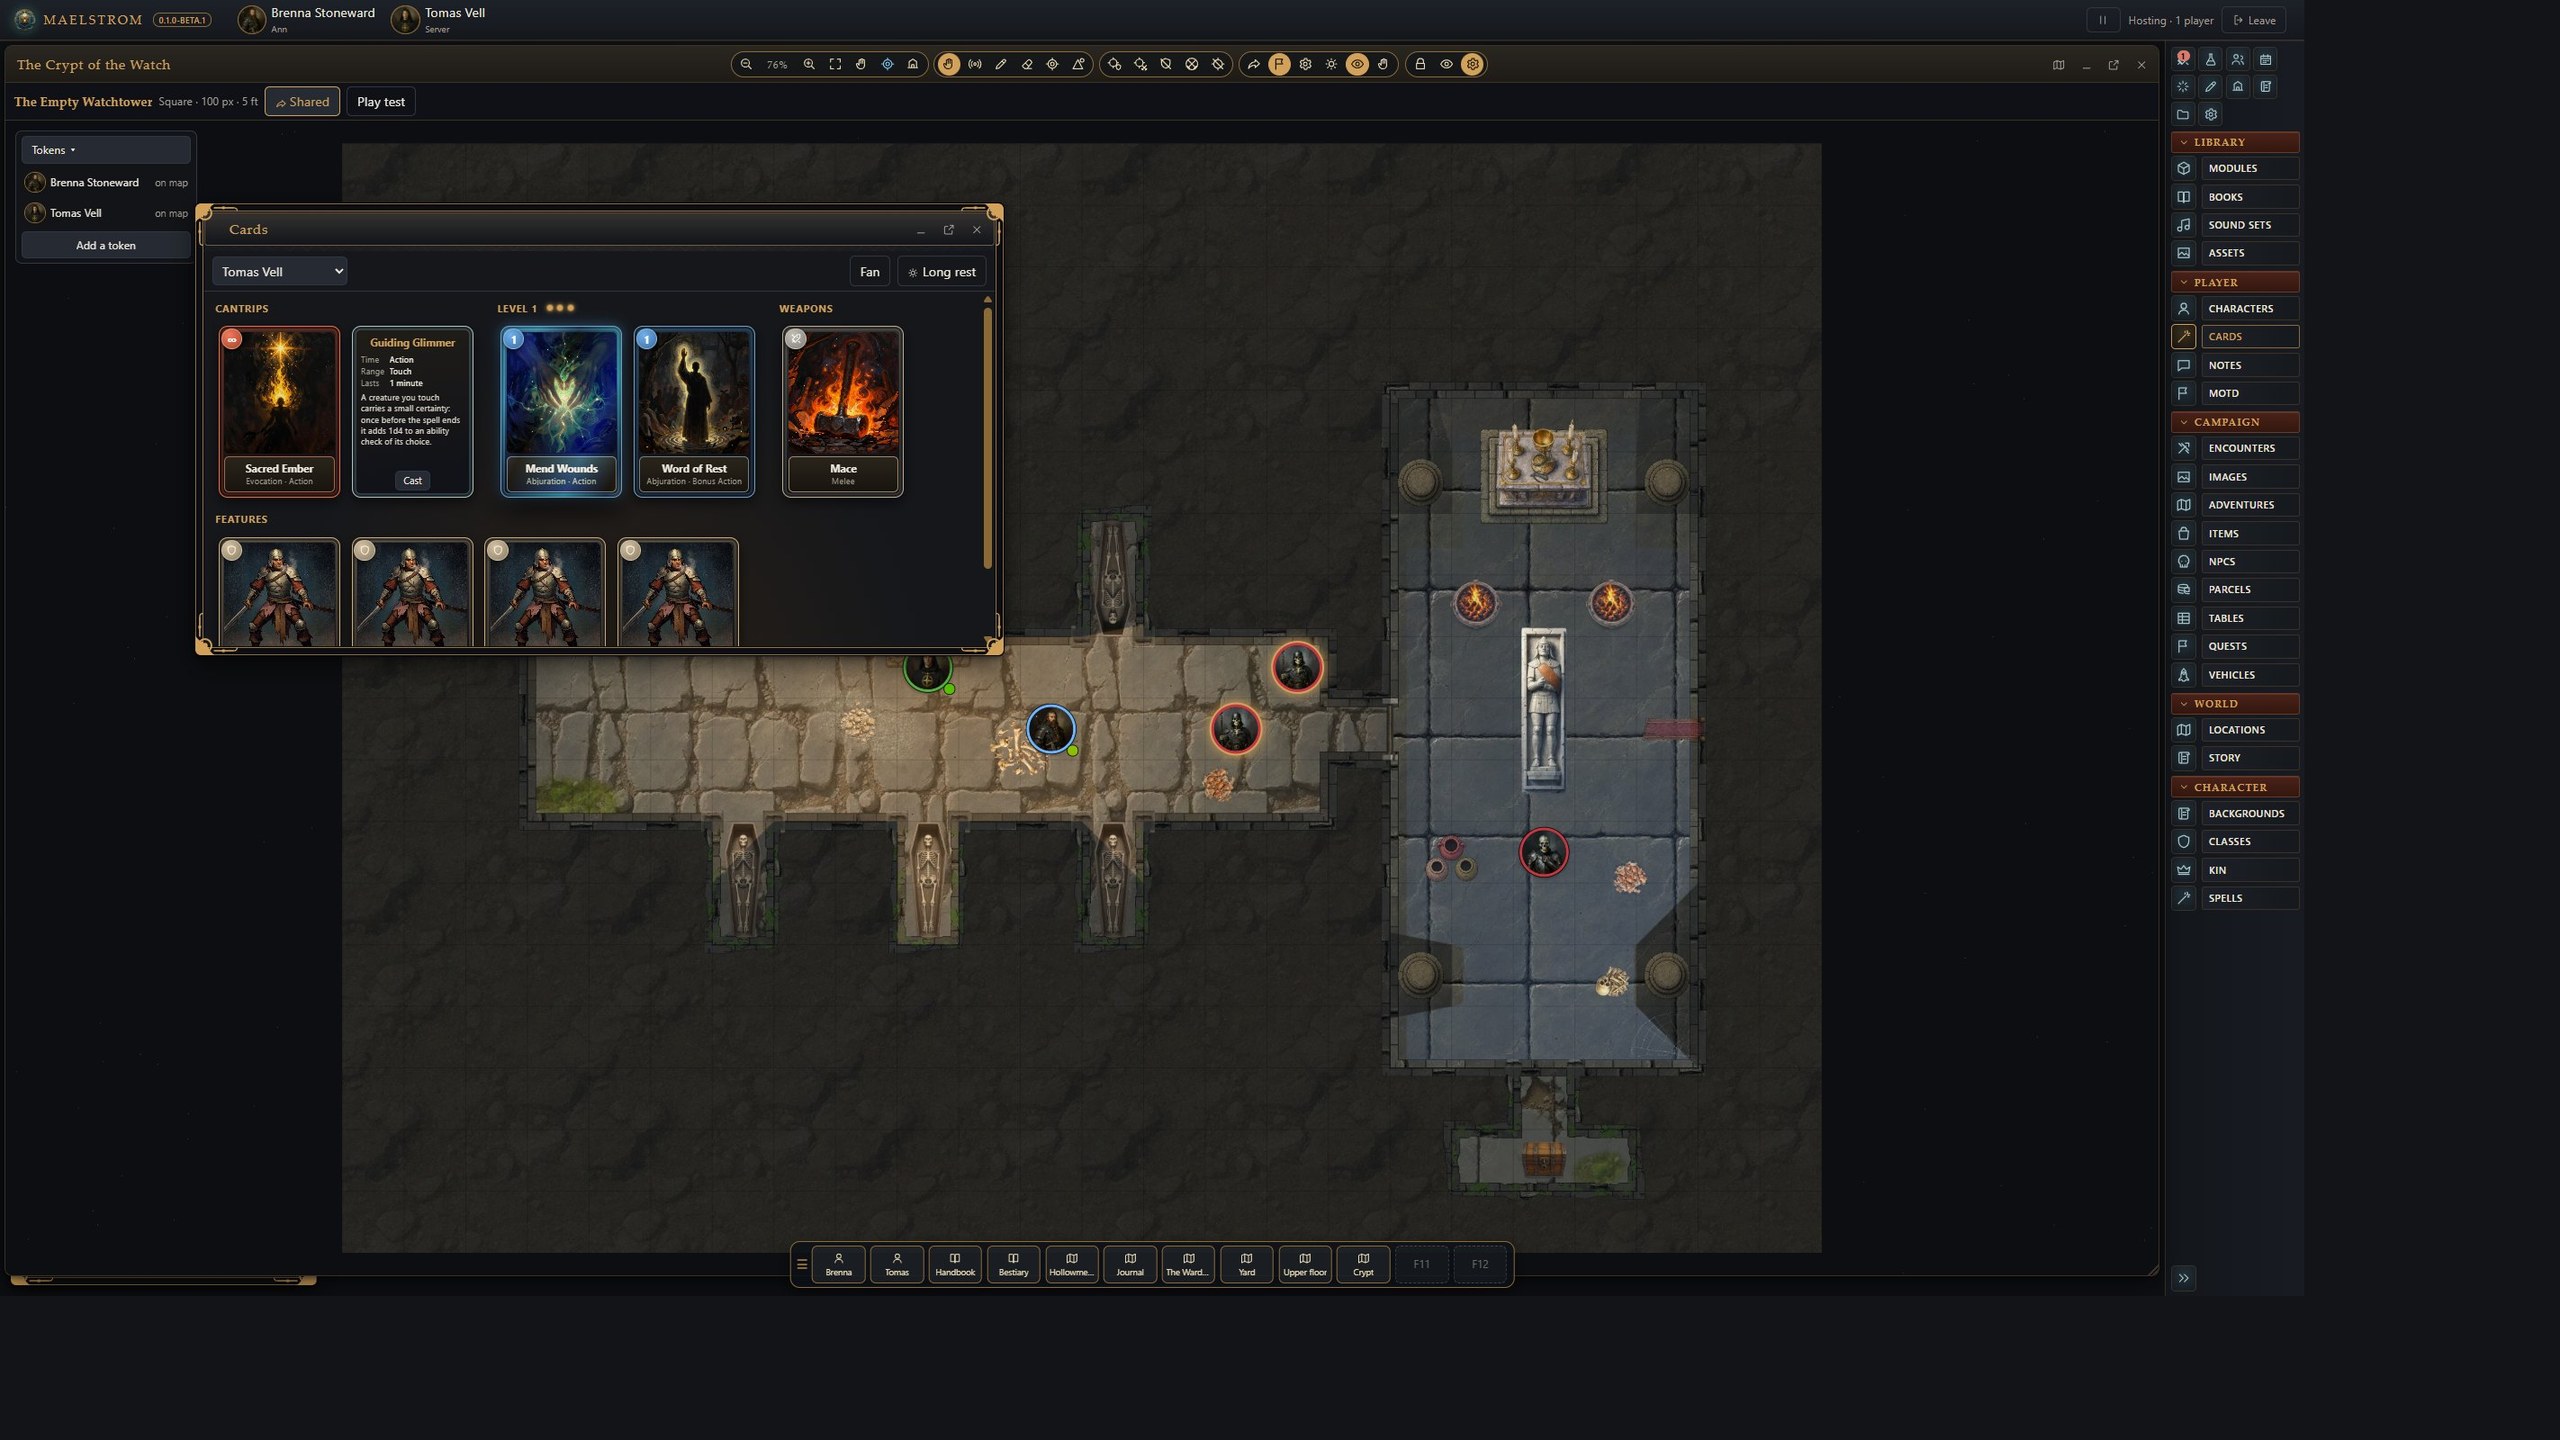 MAELSTROM 0.1.0-BETA.1 Brenna Stoneward Tomas Vell Hosting · 1 player Leave
Ann Server
The Crypt of the Watch 76%
The Empty Watchtower Square · 100 px · 5 ft Shared Play test
Tokens
Brenna Stoneward on map
Tomas Vell on map
Add a token
Cards
Tomas Vell Fan Long rest
CANTRIPS LEVEL 1 WEAPONS
Guiding Glimmer
Time Action
Range Touch
Lasts 1 minute
A creature you touch
carries a small certainty:
once before the spell ends
it adds 1d4 to an ability
check of its choice.
Cast
∞
Sacred Ember
Evocation · Action
1
Mend Wounds
Abjuration · Action
1
Word of Rest
Abjuration · Bonus Action
Mace
Melee
FEATURES
1
LIBRARY
MODULES
BOOKS
SOUND SETS
ASSETS
PLAYER
CHARACTERS
CARDS
NOTES
MOTD
CAMPAIGN
ENCOUNTERS
IMAGES
ADVENTURES
ITEMS
NPCS
PARCELS
TABLES
QUESTS
VEHICLES
WORLD
LOCATIONS
STORY
CHARACTER
BACKGROUNDS
CLASSES
KIN
SPELLS
Brenna Tomas Handbook Bestiary Hollowme... Journal The Ward... Yard Upper floor Crypt F11 F12